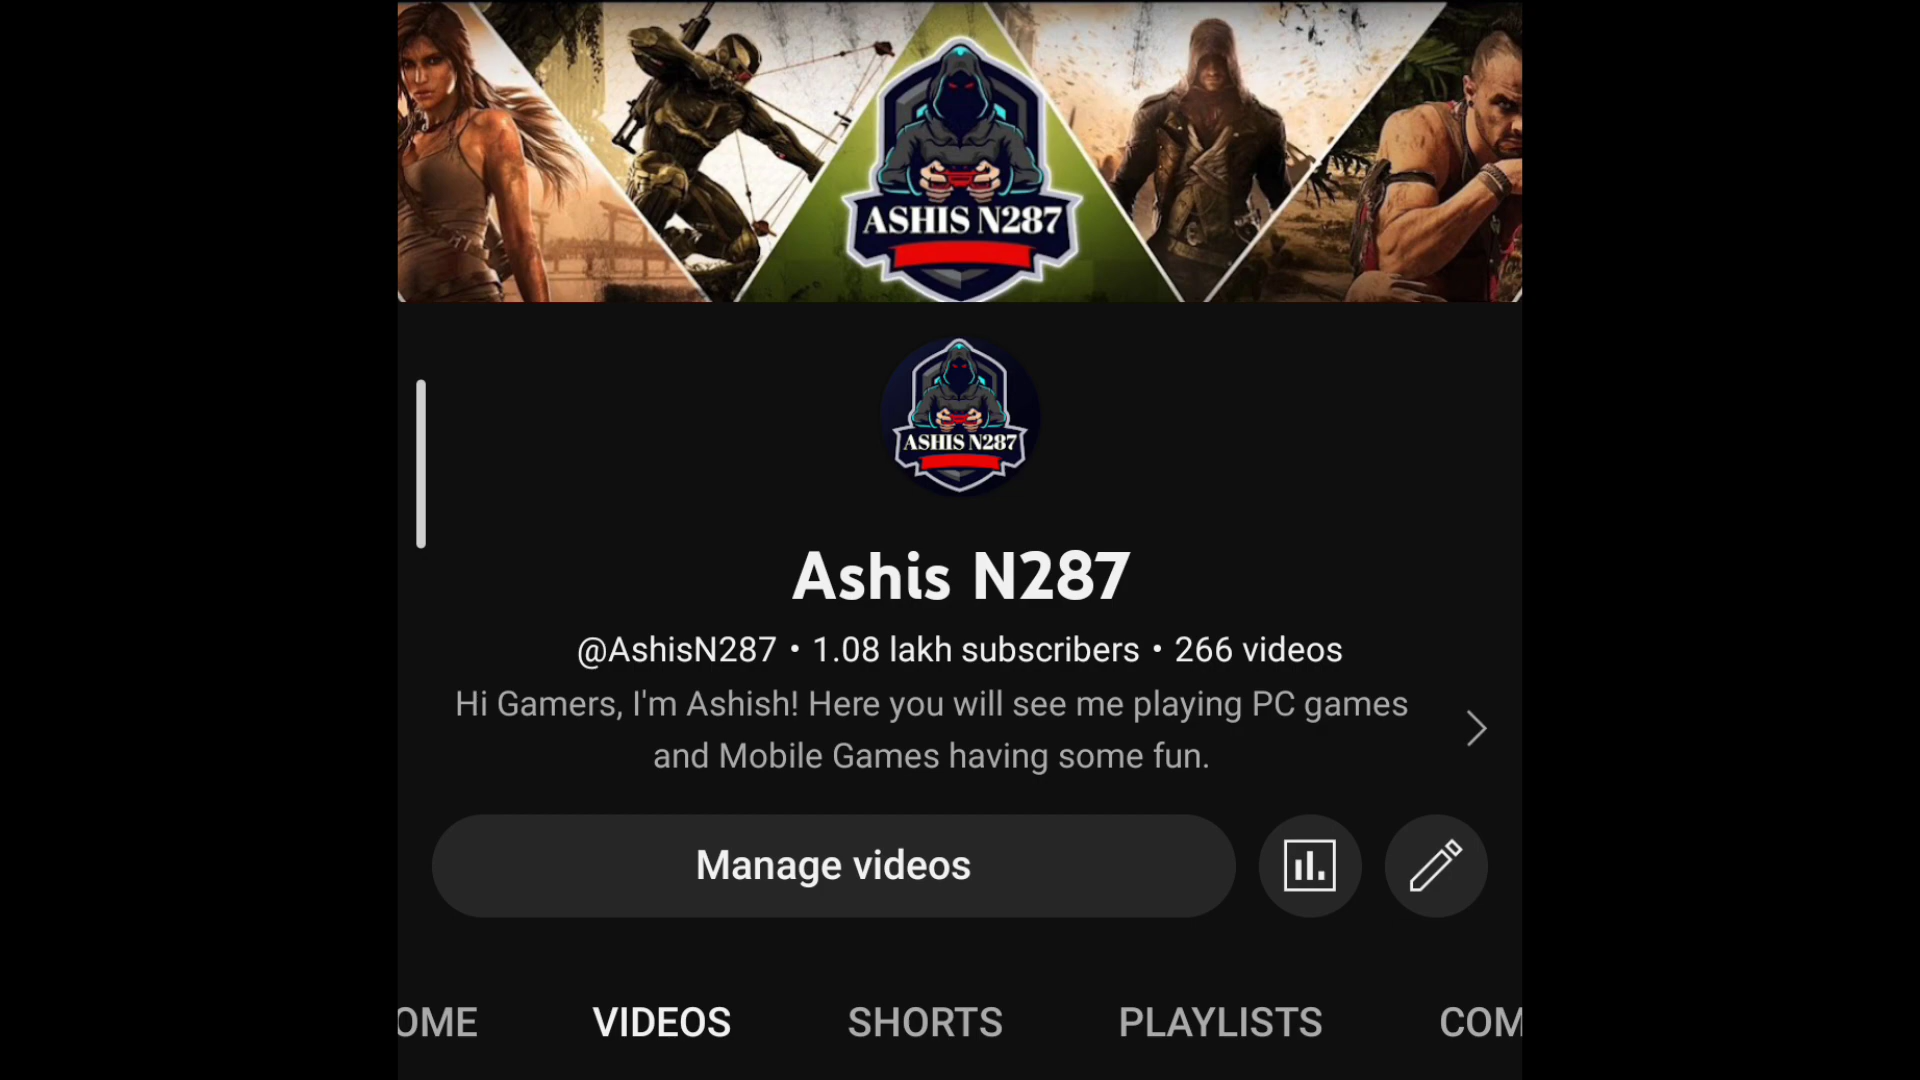 ASHIS N287
ASHIS N287
Ashis N287
@AshisN287 • 1.08 lakh subscribers • 266 videos
Hi Gamers, I'm Ashish! Here you will see me playing PC games
and Mobile Games having some fun.
Manage videos
OME VIDEOS SHORTS PLAYLISTS COM